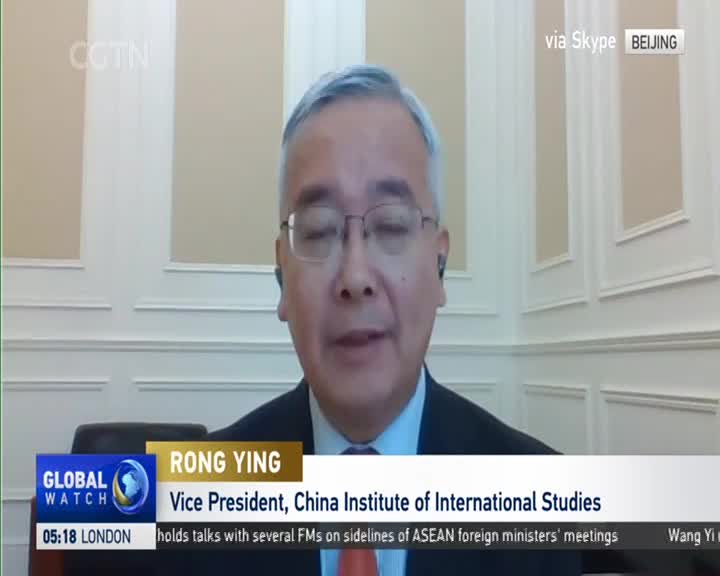 CGTN
via Skype BEIJING
RONG YING
GLOBAL WATCH
Vice President, China Institute of International Studies
05:18 LONDON
holds talks with several FMs on sidelines of ASEAN foreign ministers' meetings Wang Yi